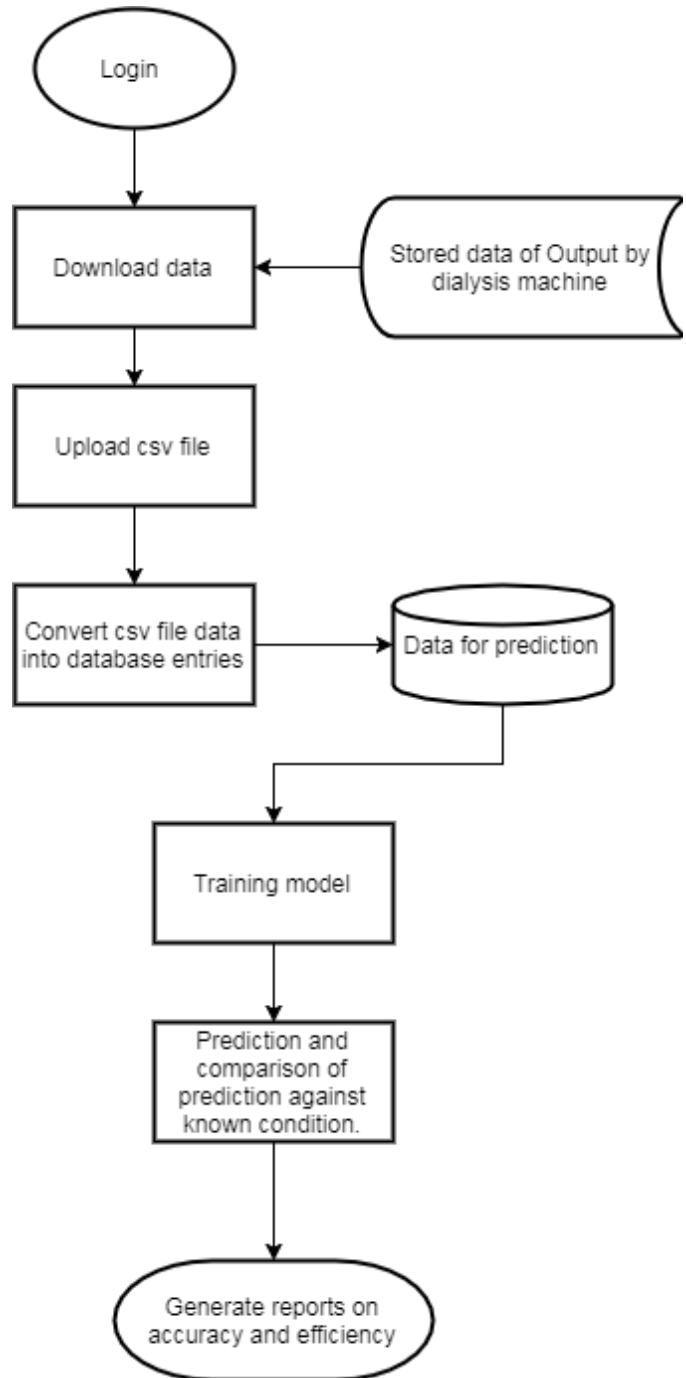 Login
Download data
Stored data of Output by
dialysis machine
Upload csv file
Convert csv file data
into database entries
Data for prediction
Training model
Prediction and
comparison of
prediction against
known condition.
Generate reports on
accuracy and efficiency